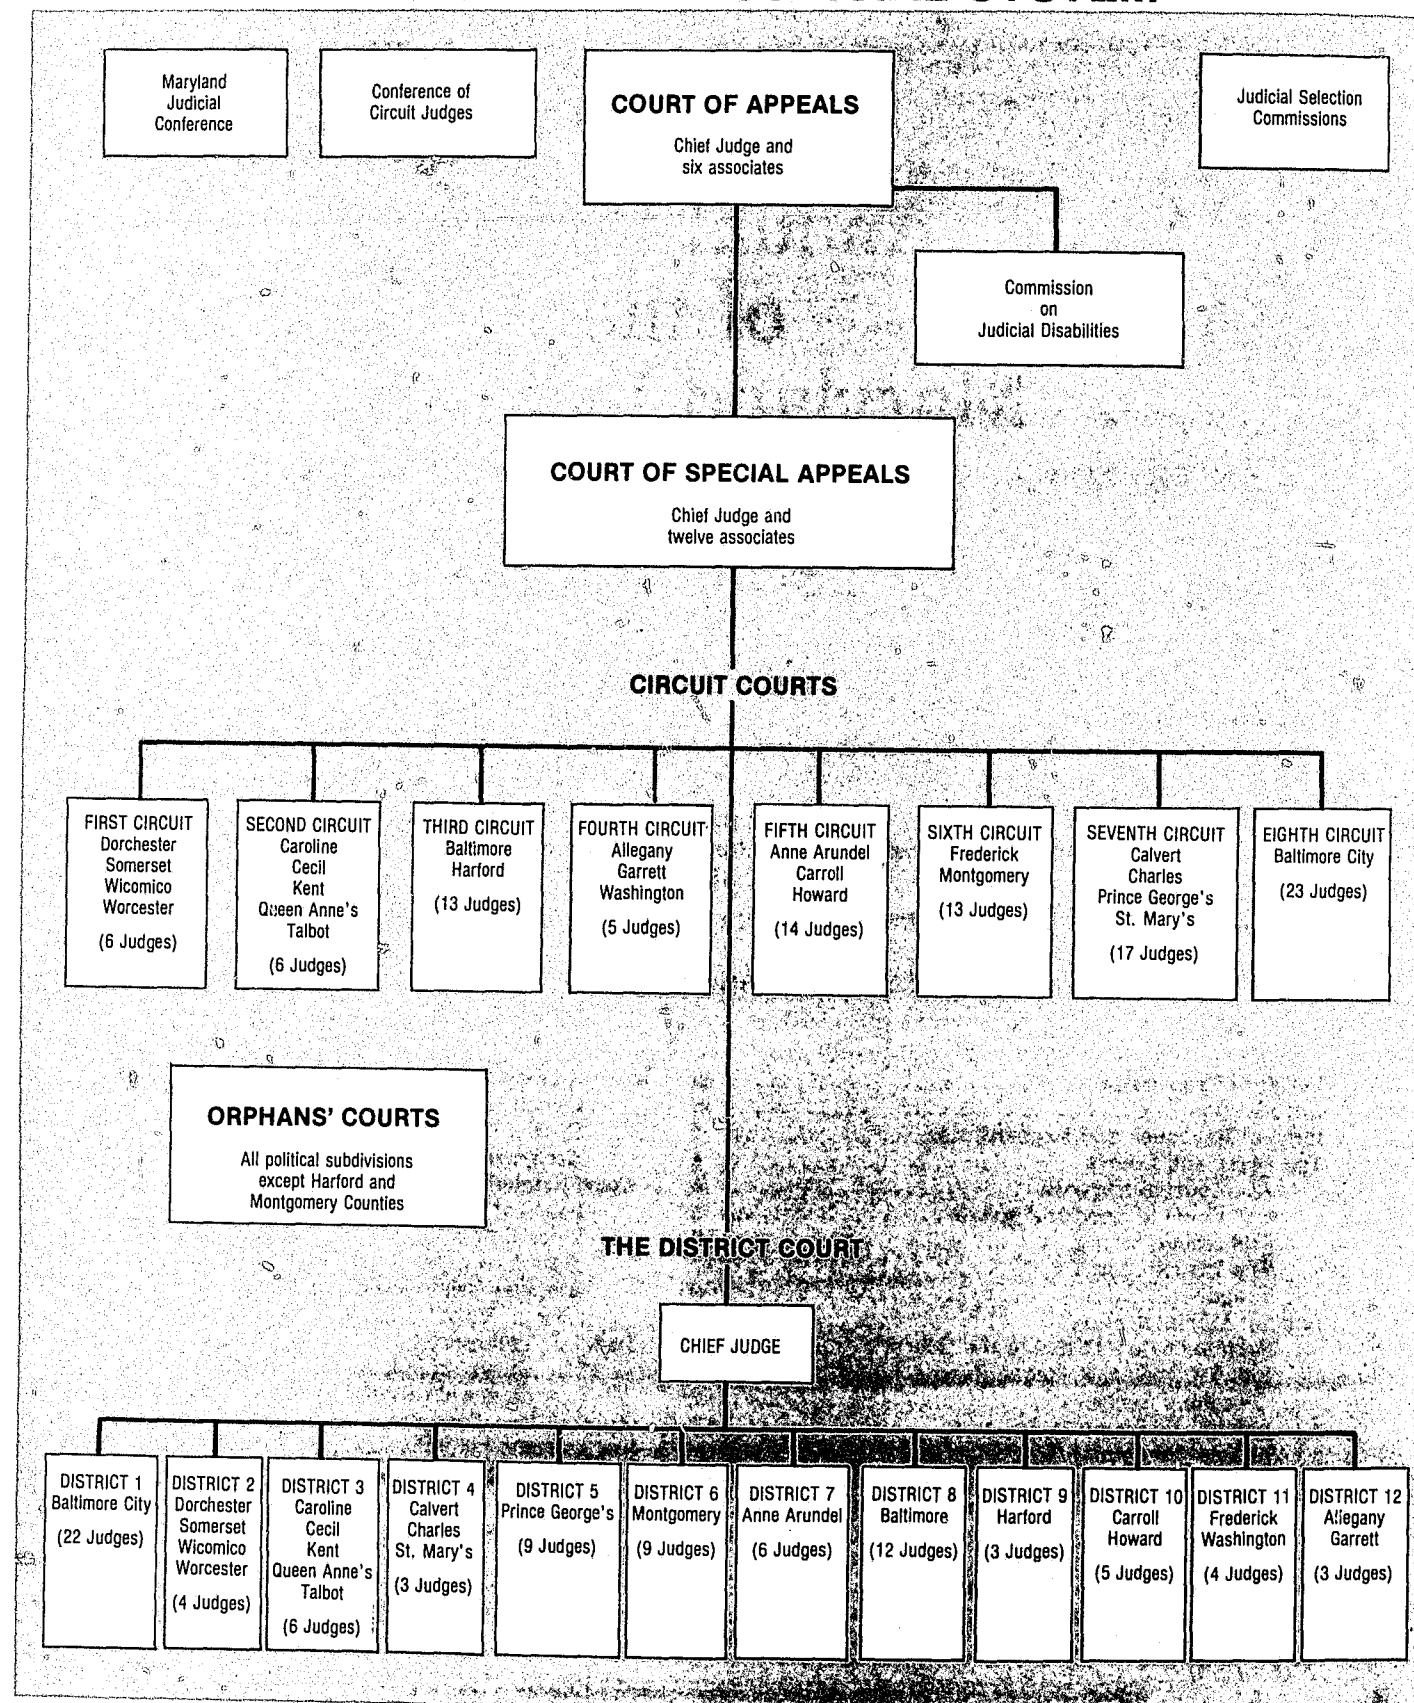 Maryland
Judicial
Conference
Conference of
Circuit Judges
COURT OF APPEALS
Chief Judge and
six associates
Judicial Selection
Commissions
Commission
on
Judicial Disabilities
COURT OF SPECIAL APPEALS
Chief Judge and
twelve associates
CIRCUIT COURTS
FIRST CIRCUIT
Dorchester
Somerset
Wicomico
Worcester
(6 Judges)
SECOND CIRCUIT
Caroline
Cecil
Kent
Queen Anne's
Talbot
(6 Judges)
THIRD CIRCUIT
Baltimore
Harford
(13 Judges)
FOURTH CIRCUIT
Allegany
Garrett
Washington
(5 Judges)
FIFTH CIRCUIT
Anne Arundel
Carroll
Howard
(14 Judges)
SIXTH CIRCUIT
Frederick
Montgomery
(13 Judges)
SEVENTH CIRCUIT
Calvert
Charles
Prince George's
St. Mary's
(17 Judges)
EIGHTH CIRCUIT
Baltimore City
(23 Judges)
ORPHANS' COURTS
All political subdivisions
except Harford and
Montgomery Counties
THE DISTRICT COURT
CHIEF JUDGE
DISTRICT 1
Baltimore City
(22 Judges)
DISTRICT 2
Dorchester
Somerset
Wicomico
Worcester
(4 Judges)
DISTRICT 3
Caroline
Cecil
Kent
Queen Anne's
Talbot
(6 Judges)
DISTRICT 4
Calvert
Charles
St. Mary's
(3 Judges)
DISTRICT 5
Prince George's
(9 Judges)
DISTRICT 6
Montgomery
(9 Judges)
DISTRICT 7
Anne Arundel
(6 Judges)
DISTRICT 8
Baltimore
(12 Judges)
DISTRICT 9
Harford
(3 Judges)
DISTRICT 10
Carroll
Howard
(5 Judges)
DISTRICT 11
Frederick
Washington
(4 Judges)
DISTRICT 12
Allegany
Garrett
(3 Judges)